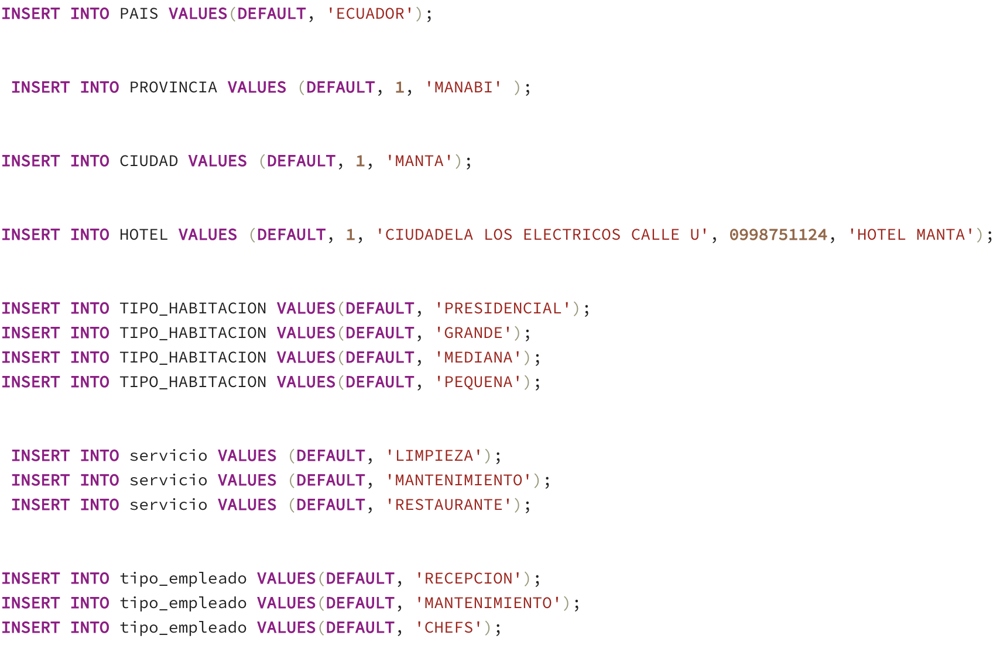 INSERT INTO PAIS VALUES(DEFAULT, 'ECUADOR');
INSERT INTO PROVINCIA VALUES (DEFAULT, 1, 'MANABI' );
INSERT INTO CIUDAD VALUES (DEFAULT, 1, 'MANTA');
INSERT INTO HOTEL VALUES (DEFAULT, 1, 'CIUDADELA LOS ELECTRICOS CALLE U', 0998751124, 'HOTEL MANTA');
INSERT INTO TIPO_HABITACION VALUES(DEFAULT, 'PRESIDENCIAL');
INSERT INTO TIPO_HABITACION VALUES(DEFAULT, 'GRANDE');
INSERT INTO TIPO_HABITACION VALUES(DEFAULT, 'MEDIANA');
INSERT INTO TIPO_HABITACION VALUES(DEFAULT, 'PEQUENA');
INSERT INTO servicio VALUES (DEFAULT, 'LIMPIEZA');
INSERT INTO servicio VALUES (DEFAULT, 'MANTENIMIENTO');
INSERT INTO servicio VALUES (DEFAULT, 'RESTAURANTE');
INSERT INTO tipo_empleado VALUES(DEFAULT, 'RECEPCION');
INSERT INTO tipo_empleado VALUES(DEFAULT, 'MANTENIMIENTO');
INSERT INTO tipo_empleado VALUES(DEFAULT, 'CHEFS');